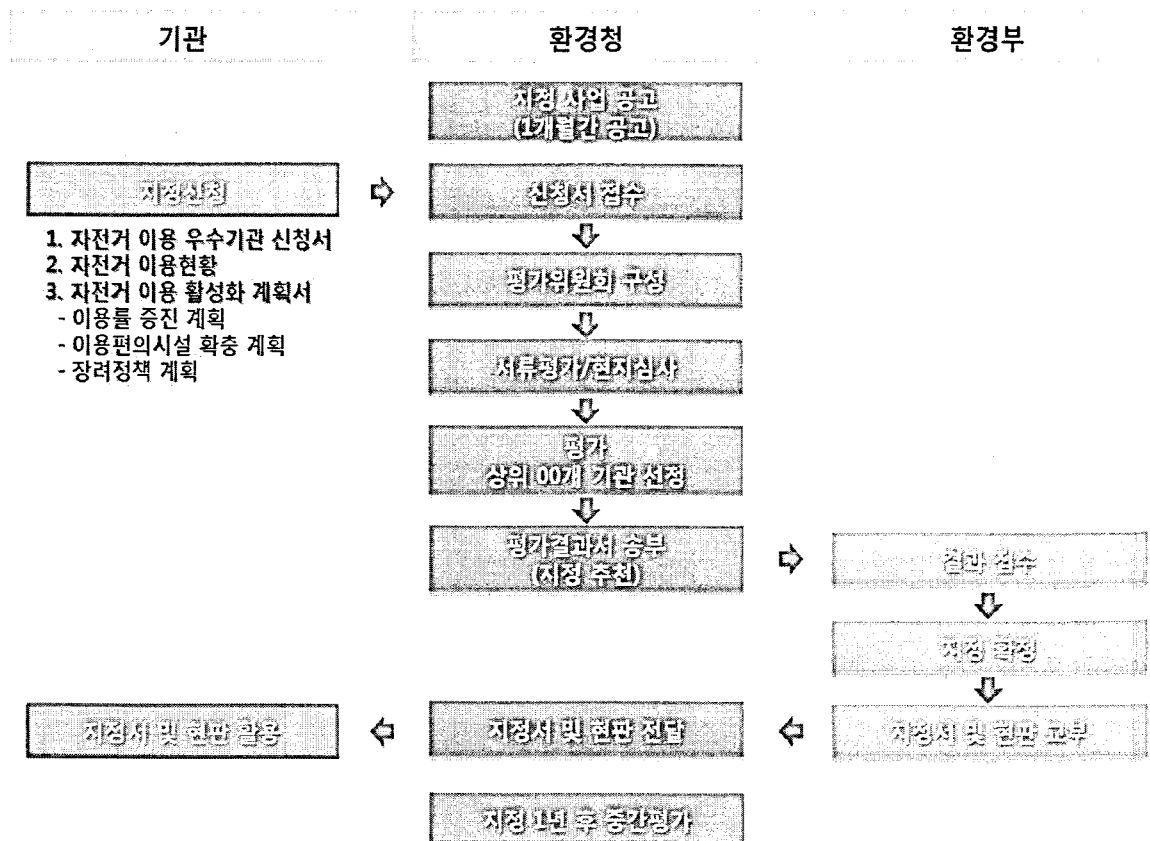 기관
환경청
환경부
지정 사업 공고
(1개월간 공고)
지정신청
신청서 접수
1. 자전거 이용 우수기관 신청서
2. 자전거 이용현황
3. 자전거 이용 활성화 계획서
- 이용률 증진 계획
- 이용편의시설 확충 계획
- 장려정책 계획
평가위원회 구성
서류평가/현지심사
평가
상위 00개 기관 선정
평가결과서 송부
(지정 추천)
결과 접수
지정 확정
지정서 및 현판 교부
지정서 및 현판 전달
지정서 및 현판 활용
지정 1년 후 중간평가